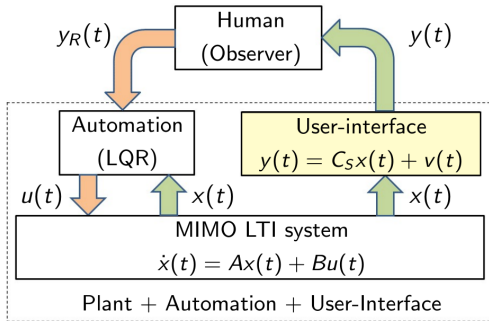 Human
(Observer)
y_R(t)
y(t)
Automation
(LQR)
User-interface
y(t) = C_S x(t) + v(t)
u(t)
x(t)
x(t)
MIMO LTI system
ẋ(t) = Ax(t) + Bu(t)
Plant + Automation + User-Interface